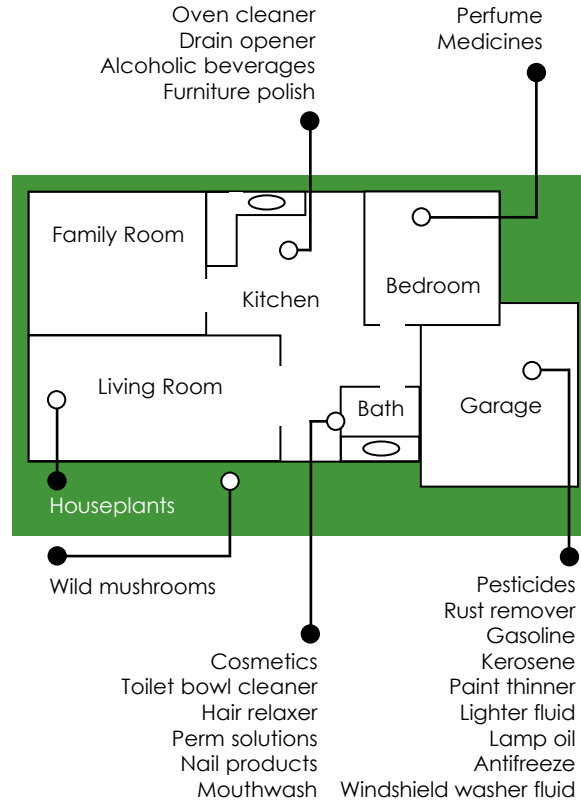 Oven cleaner
Drain opener
Alcoholic beverages
Furniture polish
Perfume
Medicines
Family Room
Kitchen
Bedroom
Living Room
Bath
Garage
Houseplants
Wild mushrooms
Cosmetics
Toilet bowl cleaner
Hair relaxer
Perm solutions
Nail products
Mouthwash
Pesticides
Rust remover
Gasoline
Kerosene
Paint thinner
Lighter fluid
Lamp oil
Antifreeze
Windshield washer fluid